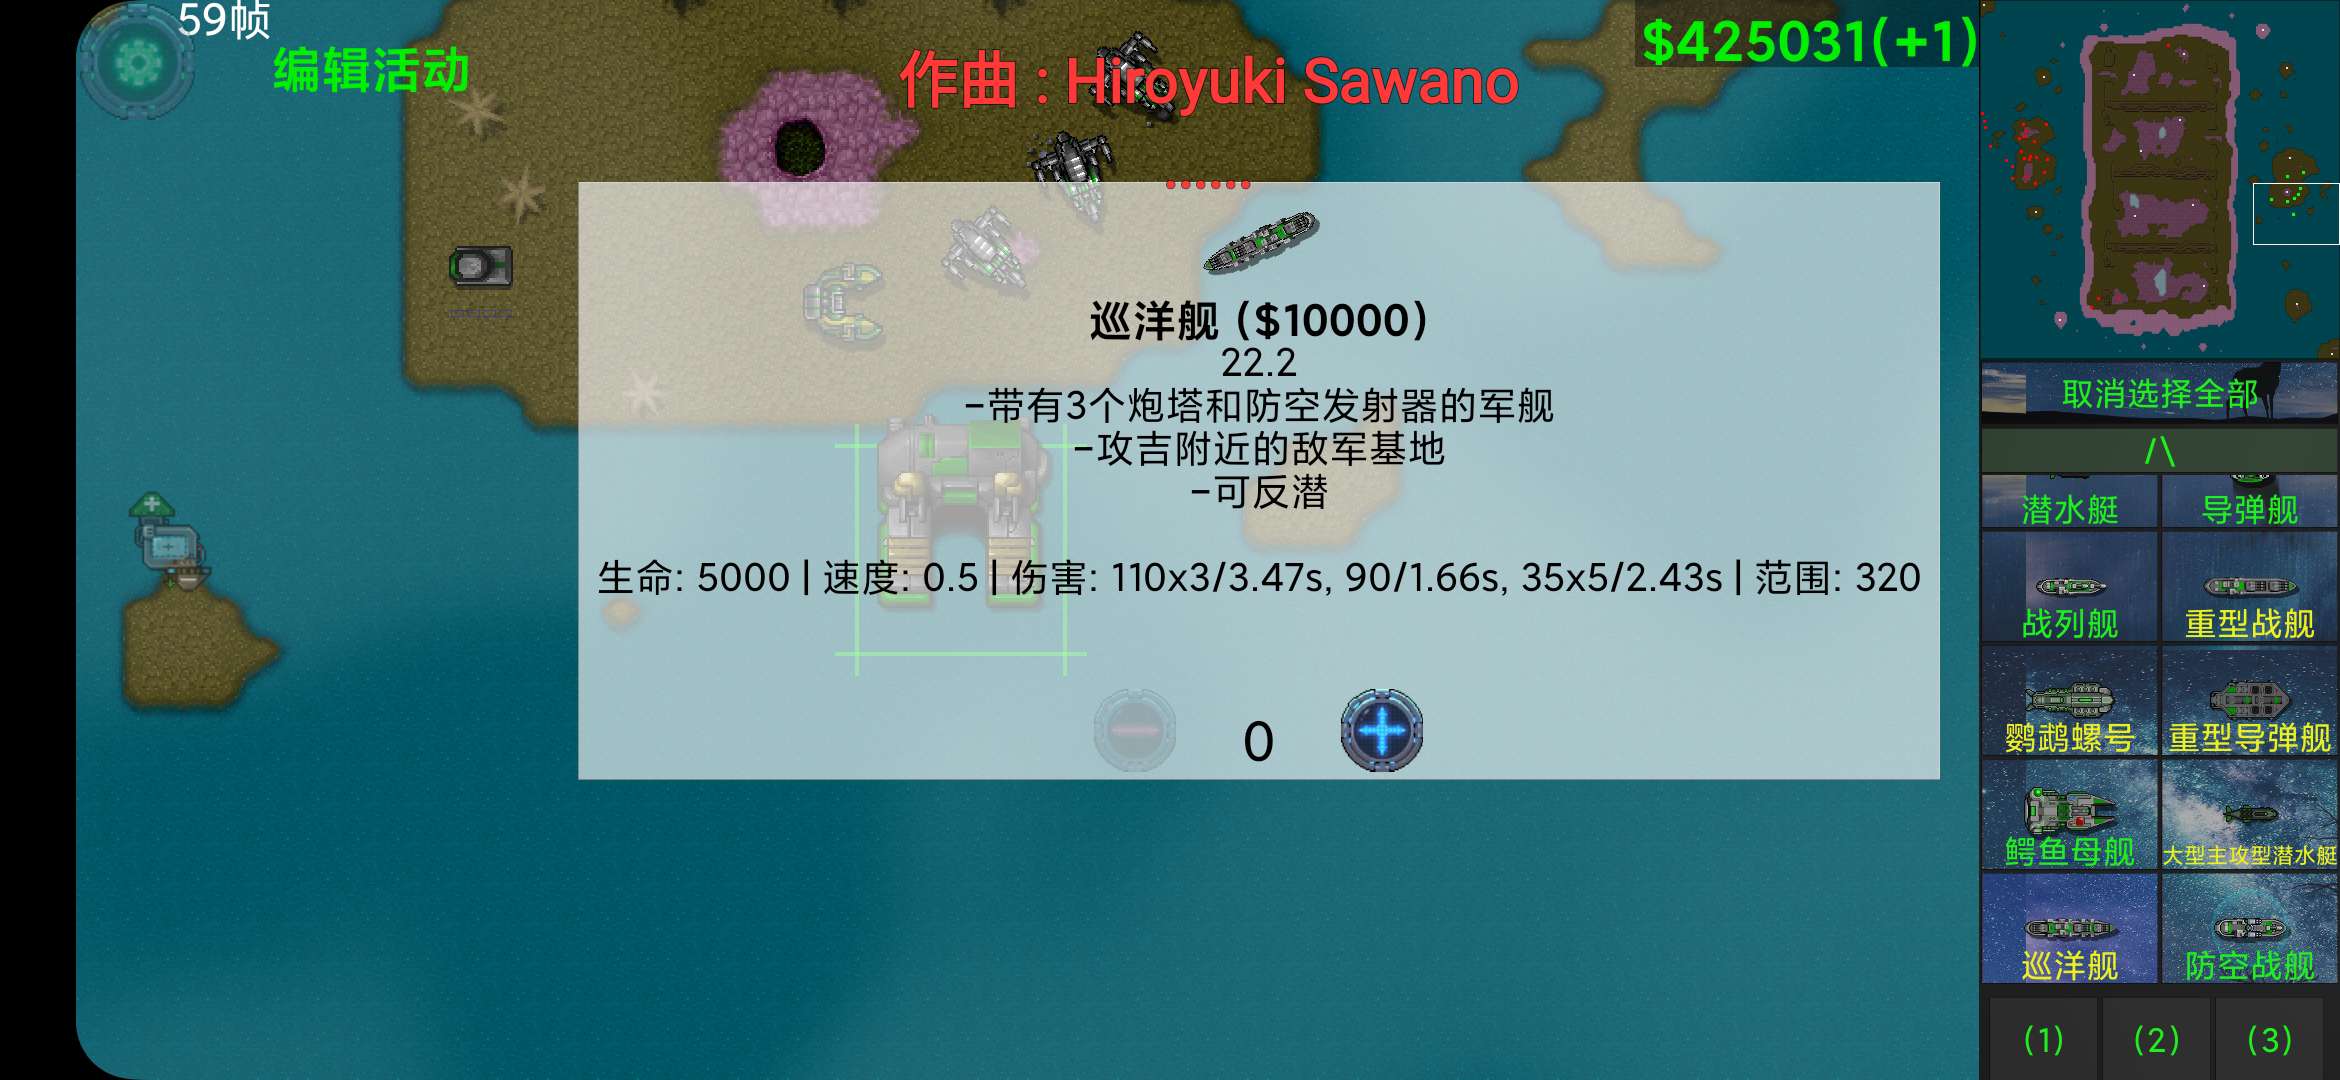 59帧
编辑活动
作曲 : Hiroyuki Sawano
$425031(+1)
巡洋舰 ($10000)
22.2
-带有3个炮塔和防空发射器的军舰
-攻吉附近的敌军基地
-可反潜
生命: 5000 | 速度: 0.5 | 伤害: 110x3/3.47s, 90/1.66s, 35x5/2.43s | 范围: 320
0
取消选择全部
/\
潜水艇
导弹舰
战列舰
重型战舰
鹦鹉螺号
重型导弹舰
鳄鱼母舰
大型主攻型潜水艇
巡洋舰
防空战舰
(1)
(2)
(3)